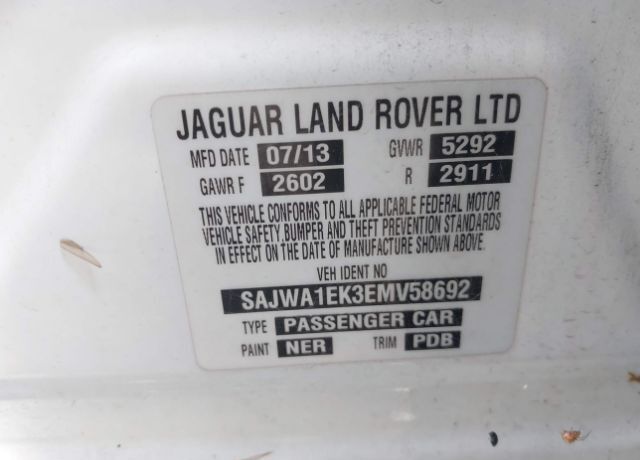 JAGUAR LAND ROVER LTD
MFD DATE 07/13 GVWR 5292
GAWR F 2602 R 2911
THIS VEHICLE CONFORMS TO ALL APPLICABLE FEDERAL MOTOR
VEHICLE SAFETY BUMPER AND THEFT PREVENTION STANDARDS
IN EFFECT ON THE DATE OF MANUFACTURE SHOWN ABOVE.
VEH IDENT NO
SAJWA1EK3EMV58692
TYPE PASSENGER CAR
PAINT NER TRIM PDB